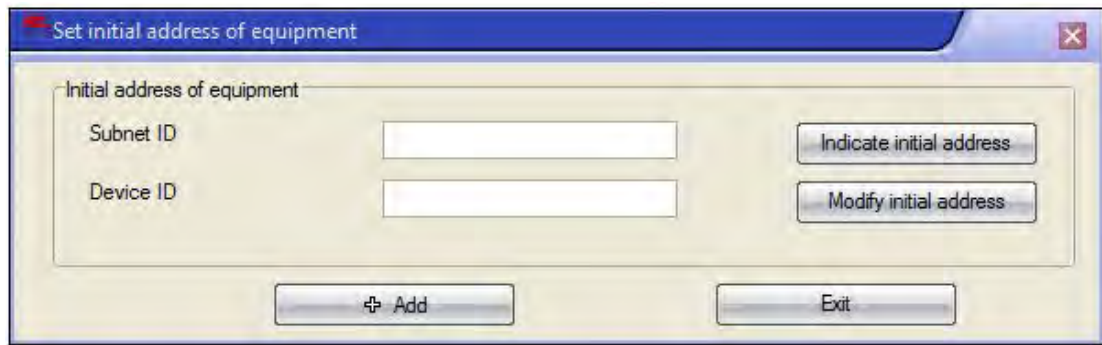 Set initial address of equipment
Initial address of equipment
Subnet ID
Indicate initial address
Device ID
Modify initial address
Add
Exit